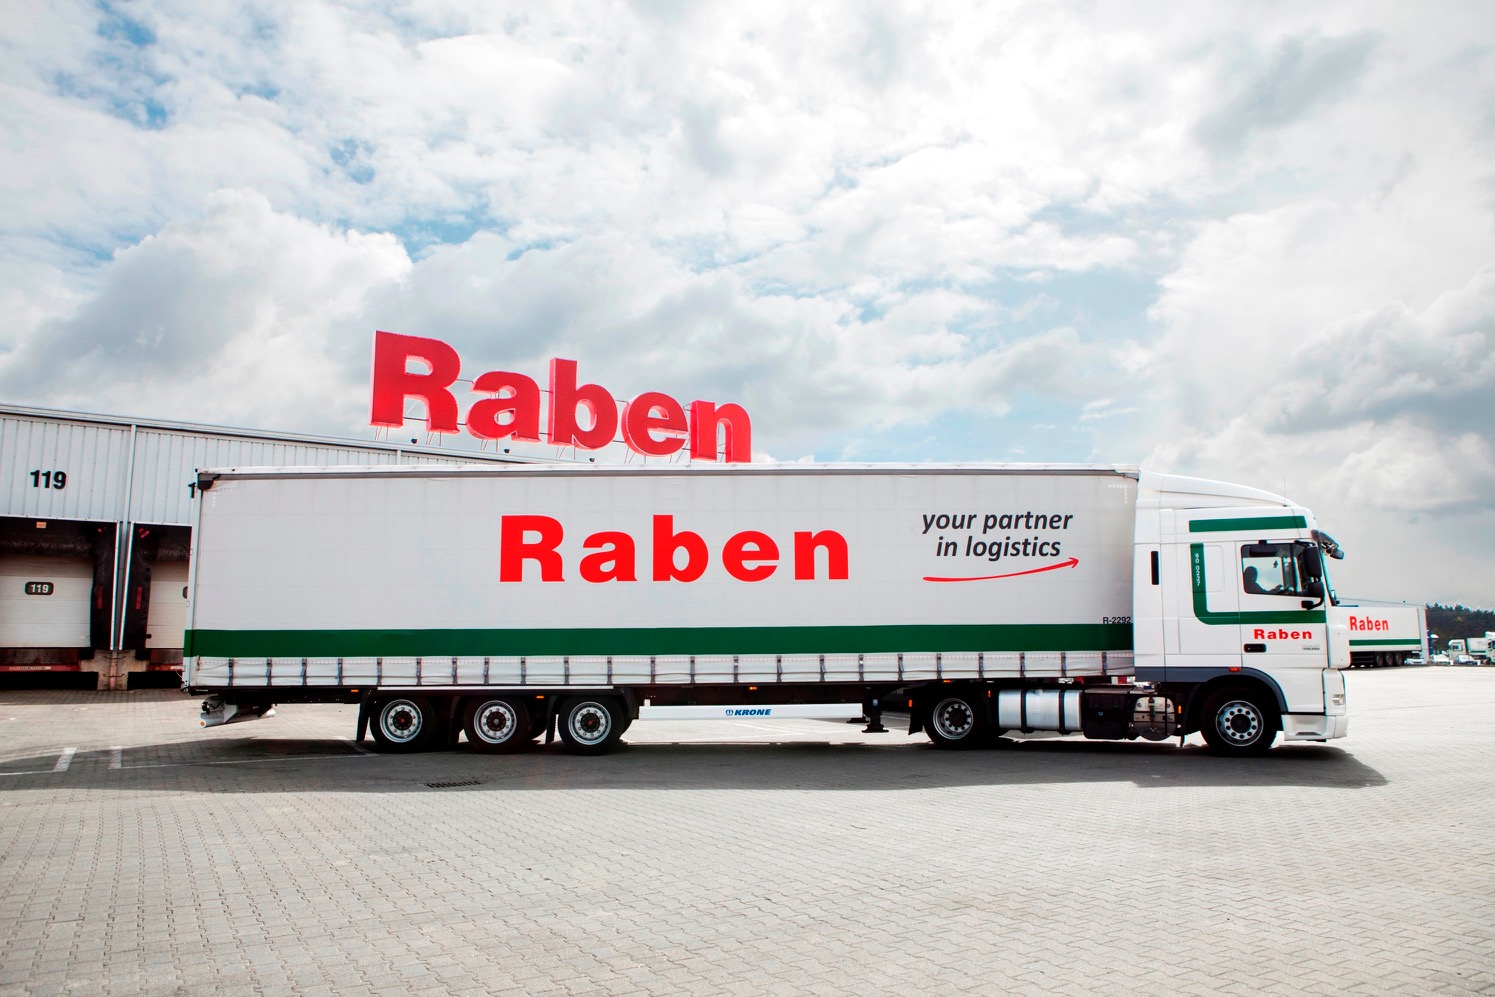 Raben
119
119
Raben
your partner
in logistics
R-2292
Raben
Raben
KRONE